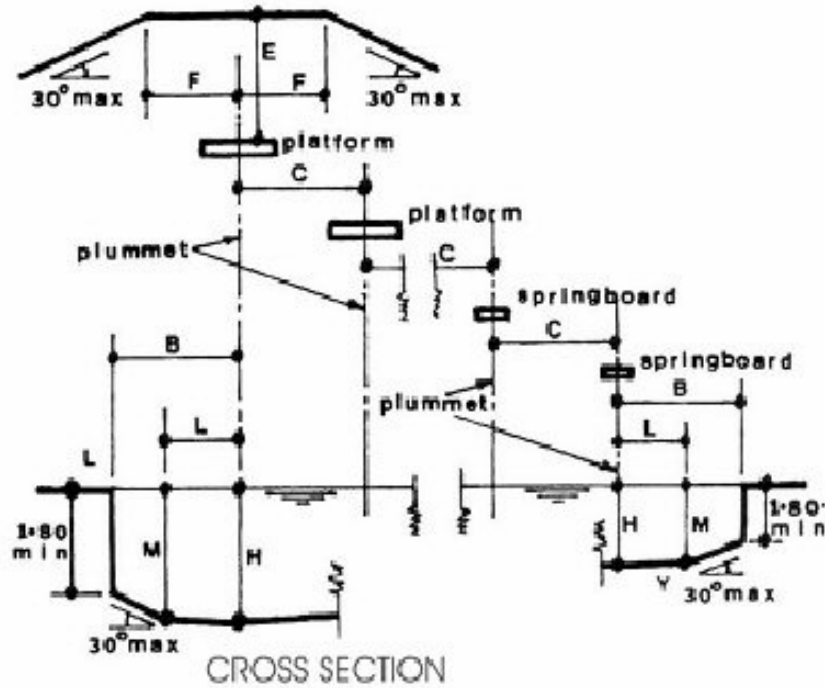 E
F F
30°max 30°max
platform
C
platform
plummet
C
springboard
C
B
springboard
B
plummet
L
L
L
1·80 min
M
H
H
M
1·80 min
Y
30°max
30°max
CROSS SECTION